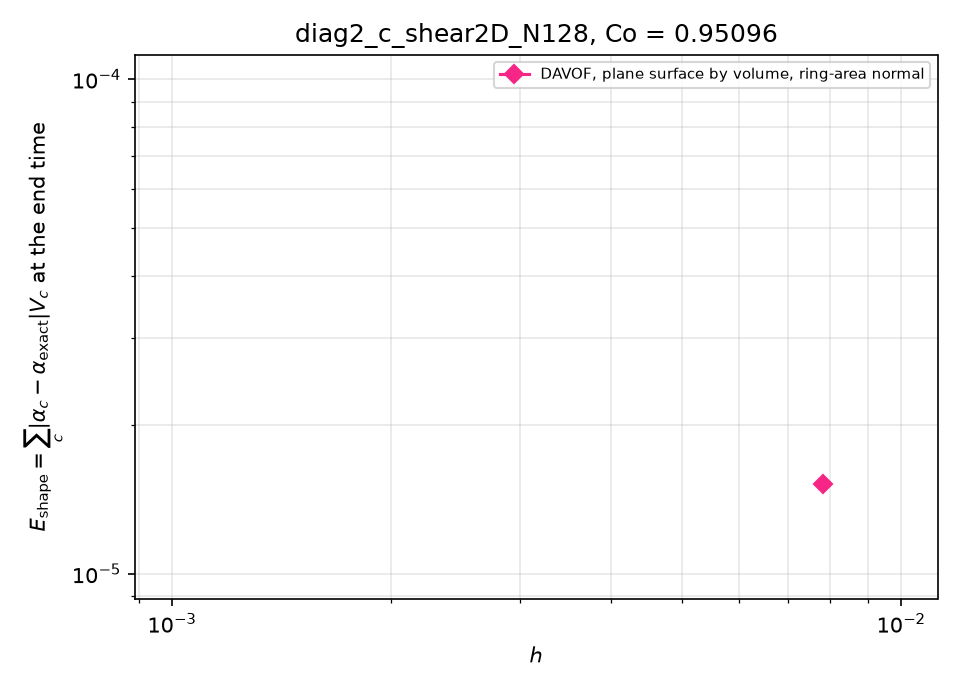 diag2_c_shear2D_N128, Co = 0.95096
DAVOF, plane surface by volume, ring-area normal
10⁻⁴
10⁻⁵
E_shape = ∑_c |α_c − α_exact|V_c at the end time
10⁻³
10⁻²
h